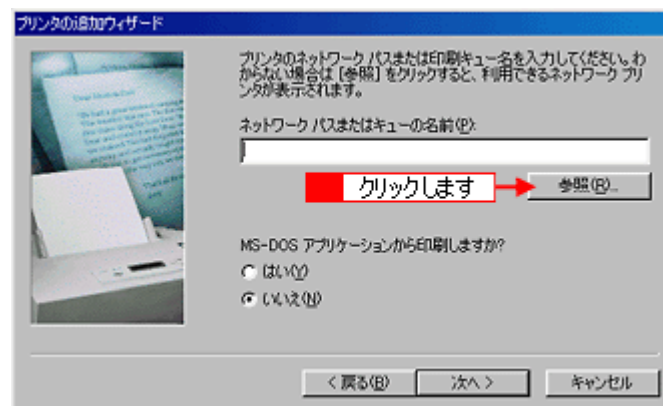 プリンタの追加ウィザード
プリンタのネットワーク パスまたは印刷キュー名を入力してください。わ
からない場合は [参照] をクリックすると、利用できるネットワーク プリ
ンタが表示されます。
ネットワーク パスまたはキューの名前(P):
クリックします
参照(R)...
MS-DOS アプリケーションから印刷しますか?
はい(Y)
いいえ(N)
< 戻る(B)
次へ >
キャンセル